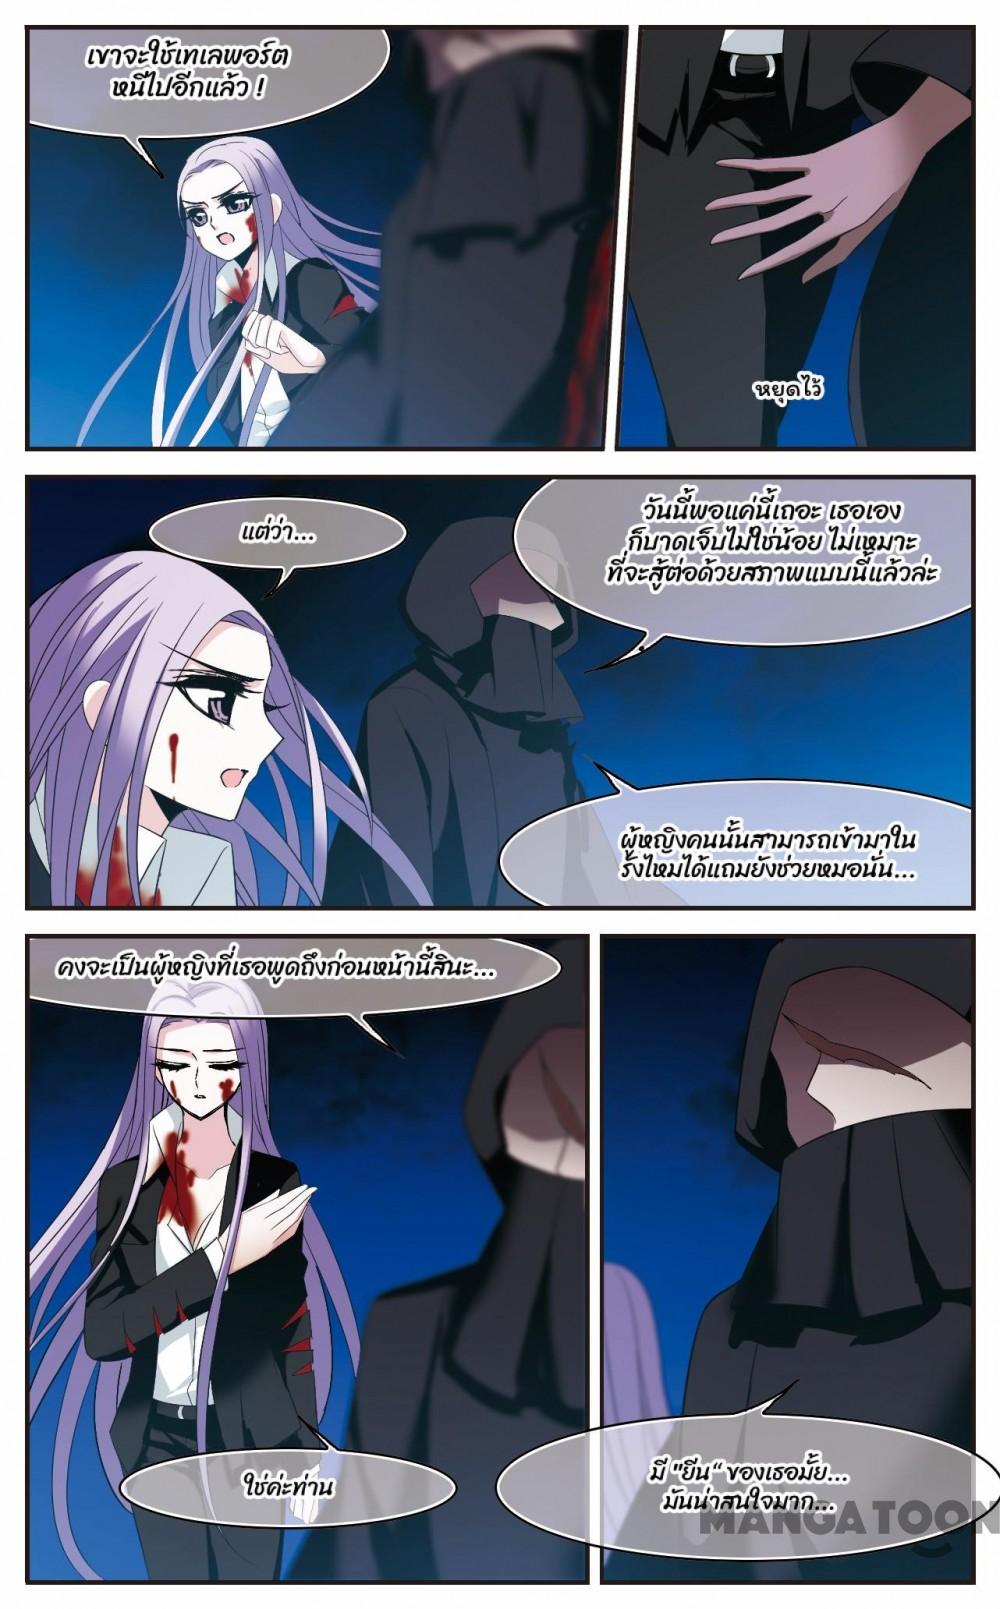 เขาจะใช้เทเลพอร์ต
หนีไปอีกแล้ว !
หยุดไว้
แต่ว่า...
วันนี้พอแค่นี้เถอะ เธอเอง
ก็บาดเจ็บไม่ใช่น้อย ไม่เหมาะ
ที่จะสู้ต่อด้วยสภาพแบบนี้แล้วล่ะ
ผู้หญิงคนนั้นสามารถเข้ามาใน
รังไหมได้แถมยังช่วยหมอนั่น...
คงจะเป็นผู้หญิงที่เธอพูดถึงก่อนหน้านี้สินะ...
ใช่ค่ะท่าน
มี "ยีน" ของเธอมั้ย...
มันน่าสนใจมาก...
MANGATOON